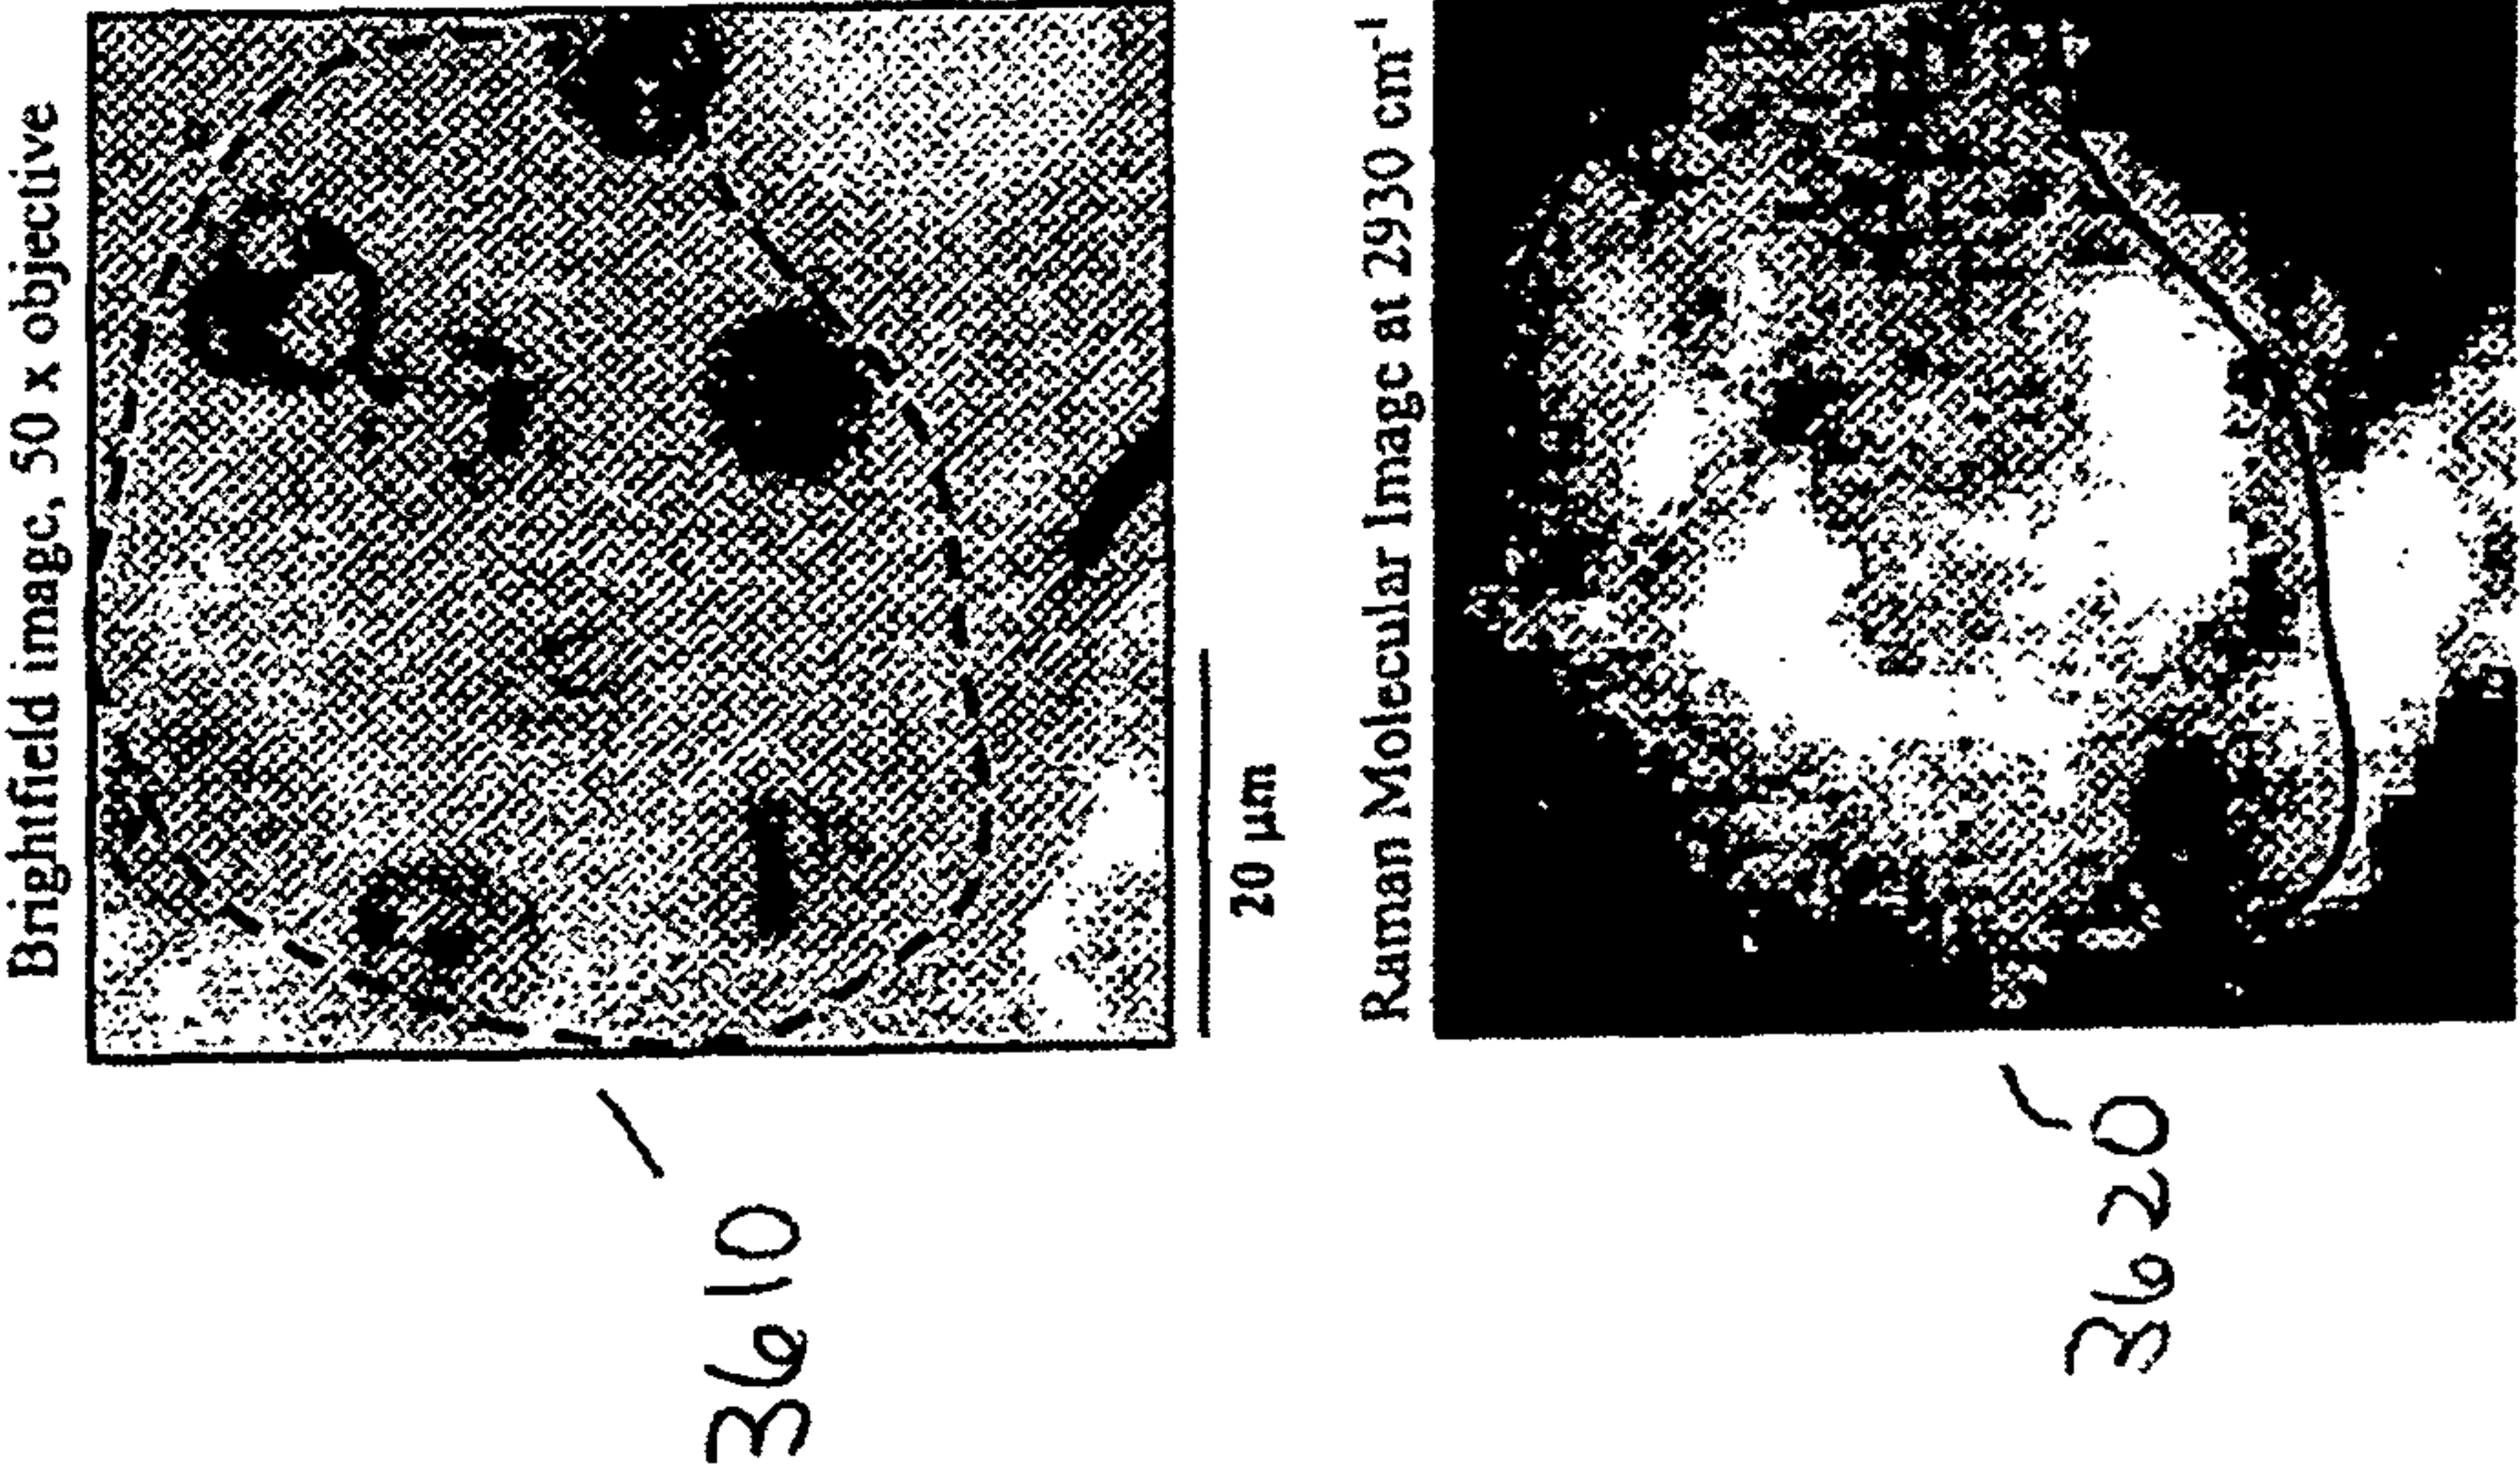 Brightfield image, 50 x objective
20 μm
3610
Raman Molecular Image at 2930 cm⁻¹
3620